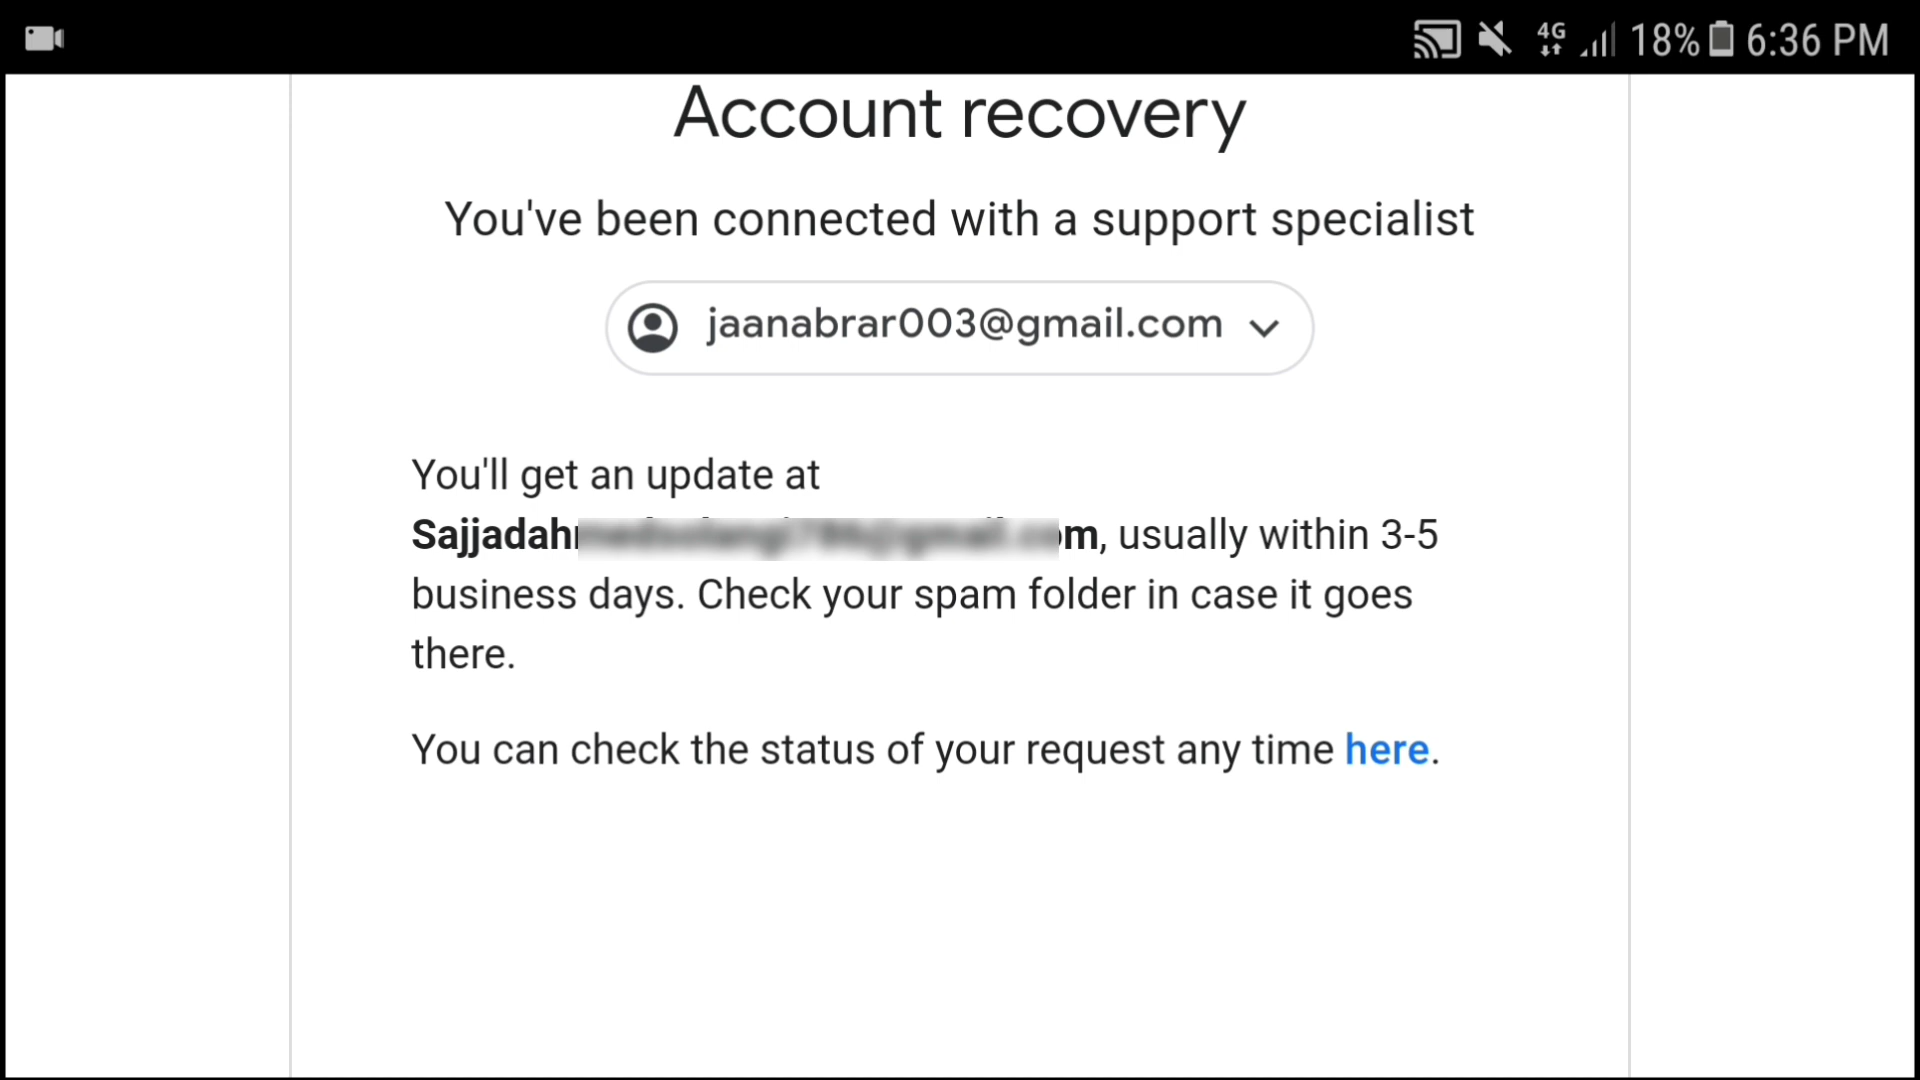 4G 18% 6:36 PM
Account recovery
You've been connected with a support specialist
jaanabrar003@gmail.com
You'll get an update at
Sajjadah m, usually within 3-5
business days. Check your spam folder in case it goes
there.
You can check the status of your request any time here.